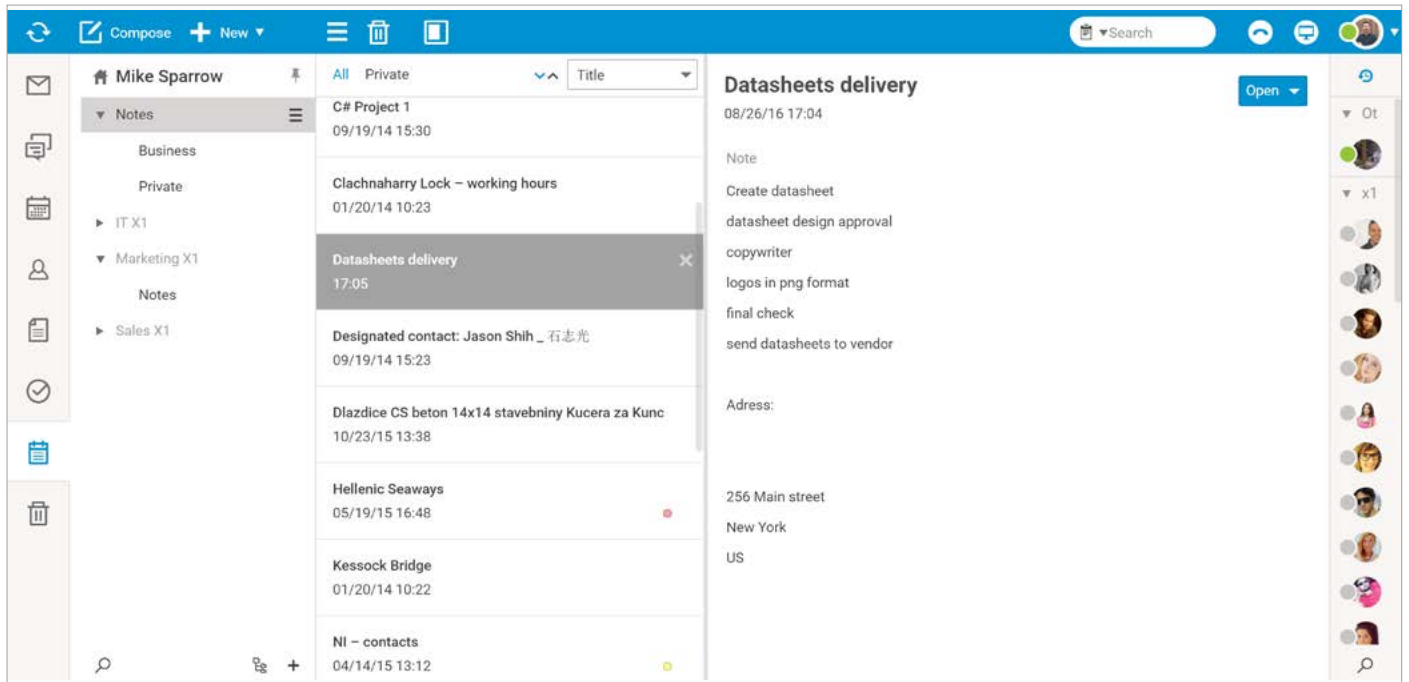 Compose
New
Search
Mike Sparrow
Notes
Business
Private
IT X1
Marketing X1
Notes
Sales X1
All Private
Title
C# Project 1
09/19/14 15:30
Clachnaharry Lock – working hours
01/20/14 10:23
Datasheets delivery
17:05
Designated contact: Jason Shih _ 石志光
09/19/14 15:23
Dlazdice CS beton 14x14 stavebniny Kucera za Kunc
10/23/15 13:38
Hellenic Seaways
05/19/15 16:48
Kessock Bridge
01/20/14 10:22
NI – contacts
04/14/15 13:12
Datasheets delivery
Open
08/26/16 17:04
Note
Create datasheet
datasheet design approval
copywriter
logos in png format
final check
send datasheets to vendor
Adress:
256 Main street
New York
US
Ot
x1